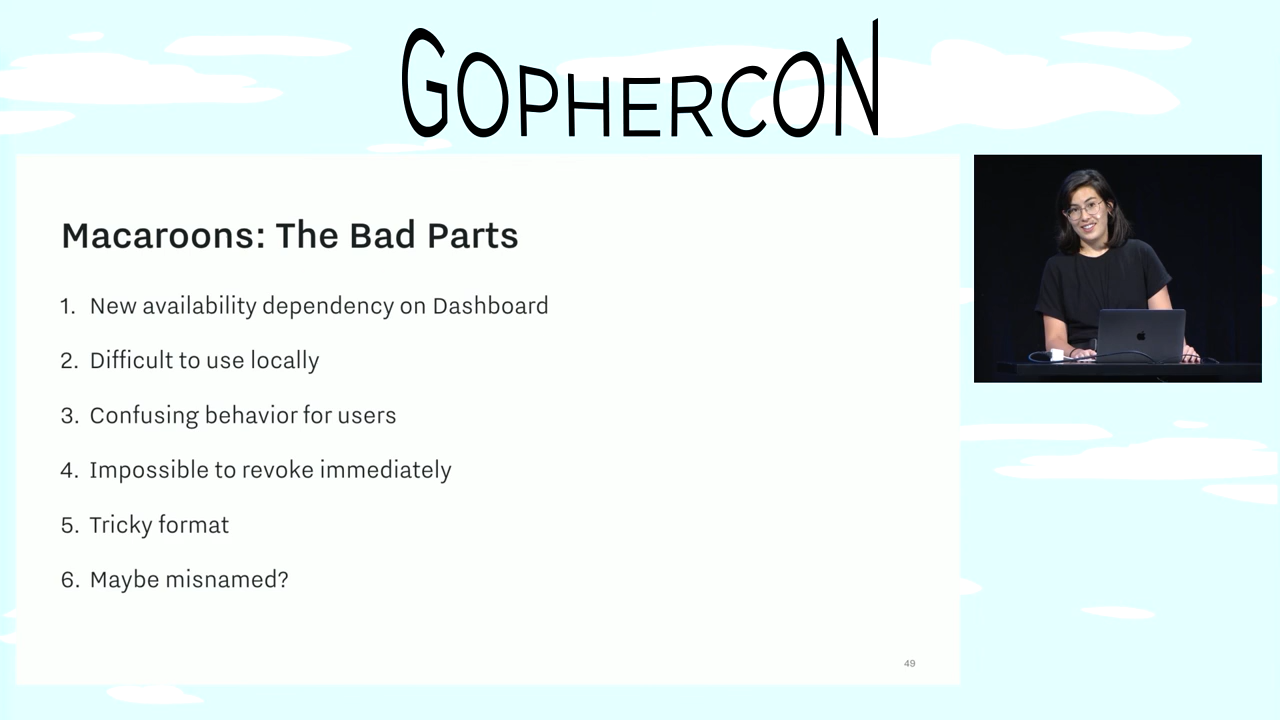 GOPHERCON
Macaroons: The Bad Parts
1. New availability dependency on Dashboard
2. Difficult to use locally
3. Confusing behavior for users
4. Impossible to revoke immediately
5. Tricky format
6. Maybe misnamed?
49